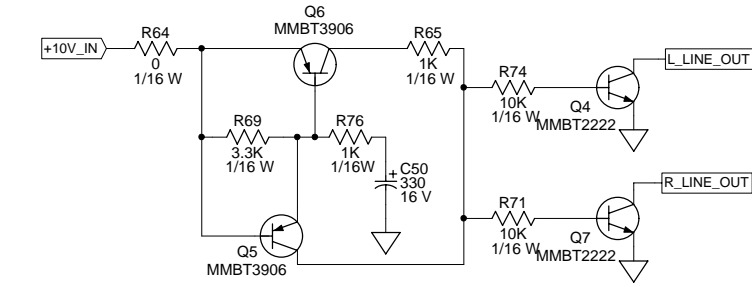 Q6
MMBT3906
R64
0
1/16 W
+10V_IN
R65
1K
1/16 W
L_LINE_OUT
R74
10K
1/16 W
Q4
MMBT2222
R69
3.3K
1/16 W
R76
1K
1/16W
+
C50
330
16 V
R_LINE_OUT
R71
10K
1/16 W
Q7
MMBT2222
Q5
MMBT3906